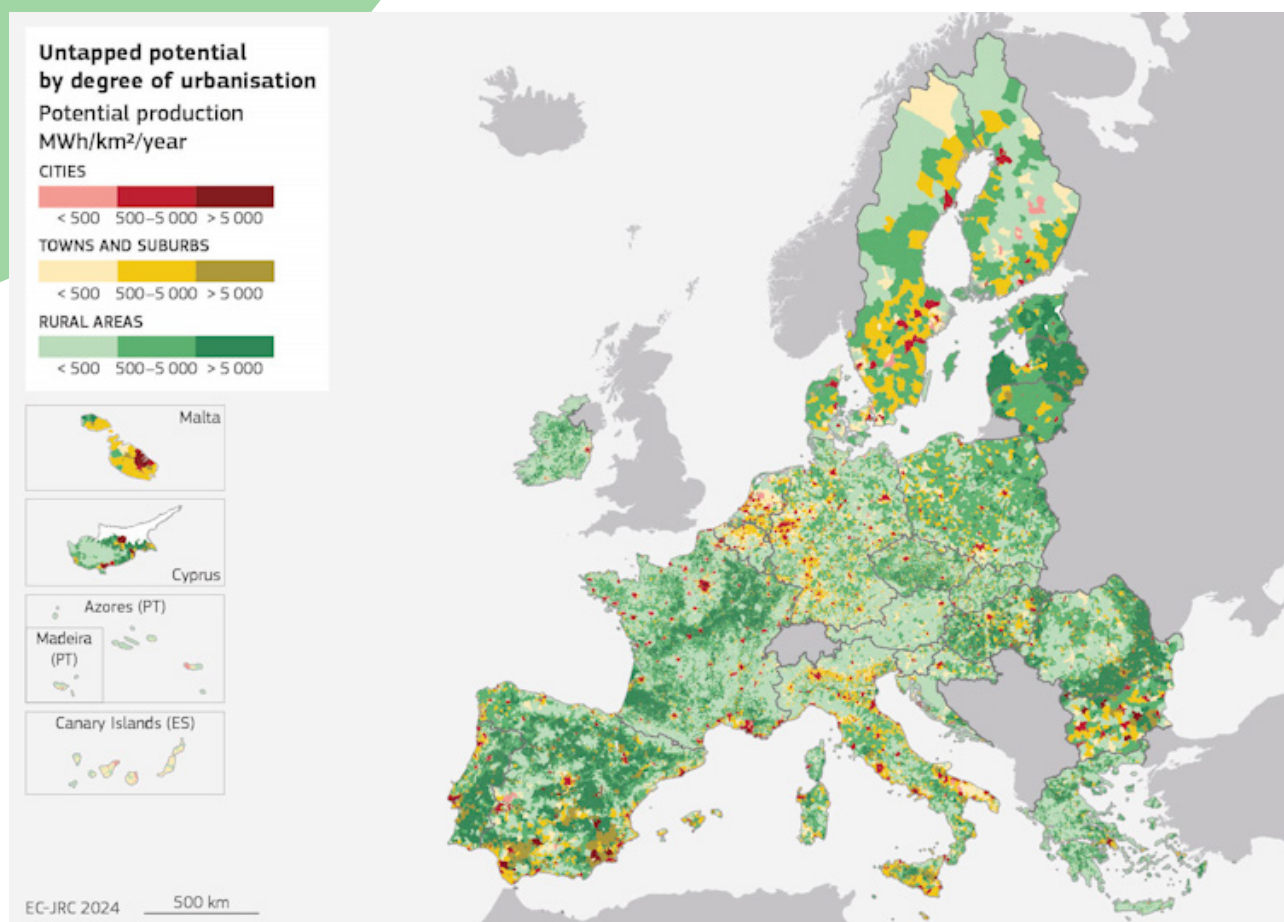 Untapped potential
by degree of urbanisation
Potential production
MWh/km²/year
CITIES
< 500 500–5 000 > 5 000
TOWNS AND SUBURBS
< 500 500–5 000 > 5 000
RURAL AREAS
< 500 500–5 000 > 5 000
Malta
Cyprus
Azores (PT)
Madeira
(PT)
Canary Islands (ES)
EC-JRC 2024
500 km